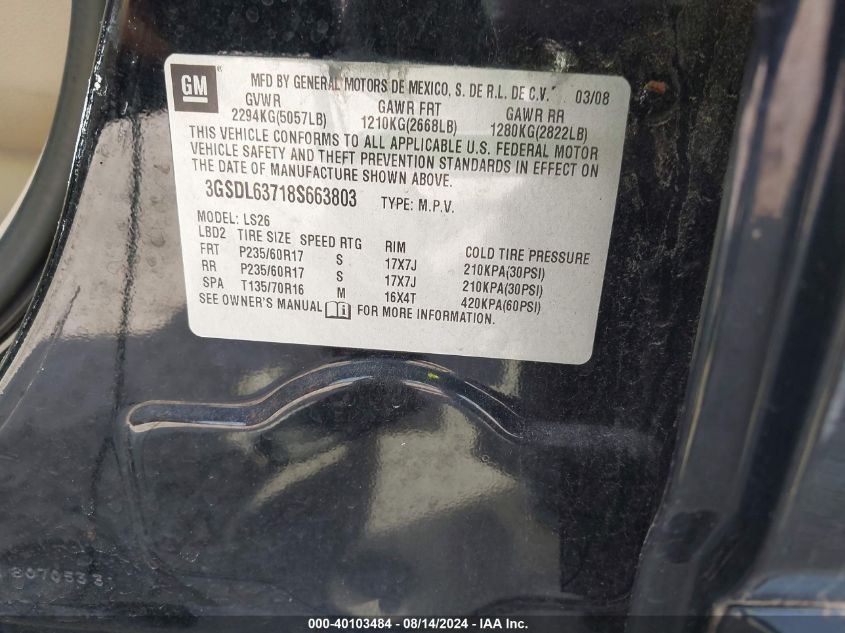 GM
MFD BY GENERAL MOTORS DE MEXICO, S. DE R.L. DE C.V. 03/08
GVWR GAWR FRT GAWR RR
2294KG(5057LB) 1210KG(2668LB) 1280KG(2822LB)
THIS VEHICLE CONFORMS TO ALL APPLICABLE U.S. FEDERAL MOTOR
VEHICLE SAFETY AND THEFT PREVENTION STANDARDS IN EFFECT ON
THE DATE OF MANUFACTURE SHOWN ABOVE.
3GSDL63718S663803 TYPE: M.P.V.
MODEL: LS26
LBD2 TIRE SIZE SPEED RTG RIM COLD TIRE PRESSURE
FRT P235/60R17 S 17X7J 210KPA(30PSI)
RR P235/60R17 S 17X7J 210KPA(30PSI)
SPA T135/70R16 M 16X4T 420KPA(60PSI)
SEE OWNER'S MANUAL FOR MORE INFORMATION.
2070533
000-40103484 - 08/14/2024 - © IAA, Inc.